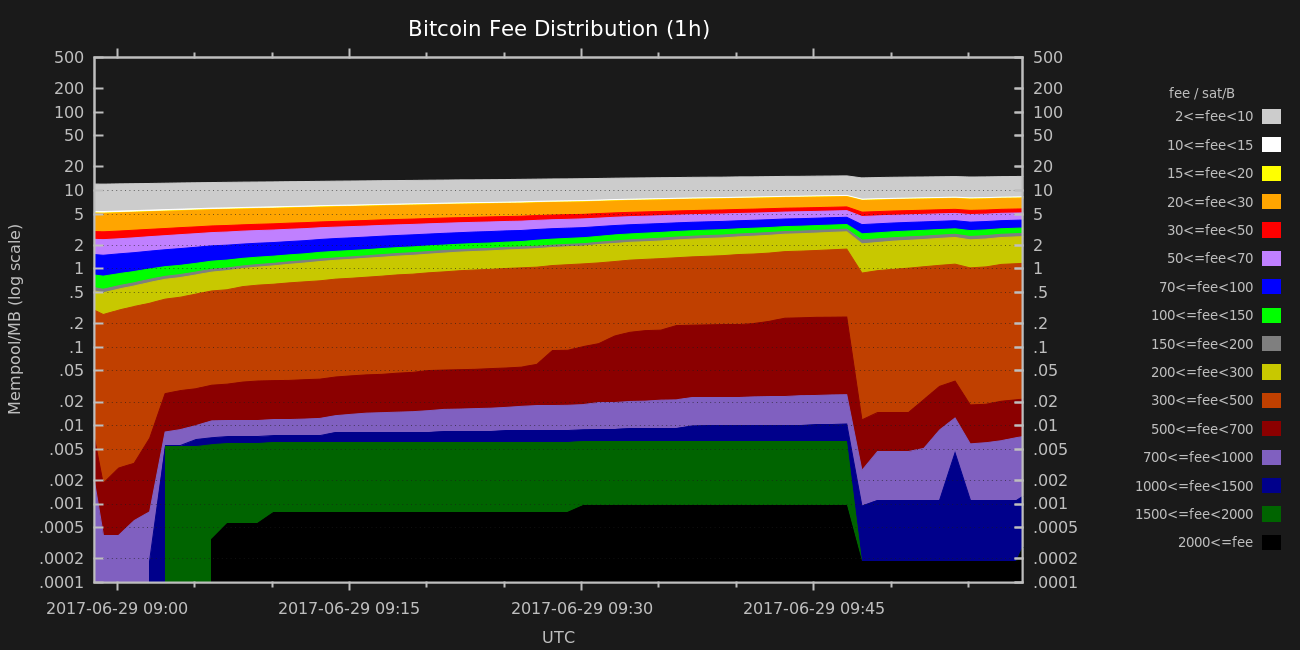 Bitcoin Fee Distribution (1h)
Mempool/MB (log scale)
500
200
100
50
20
10
5
2
1
.5
.2
.1
.05
.02
.01
.005
.002
.001
.0005
.0002
.0001
500
200
100
50
20
10
5
2
1
.5
.2
.1
.05
.02
.01
.005
.002
.001
.0005
.0002
.0001
2017-06-29 09:00 2017-06-29 09:15 2017-06-29 09:30 2017-06-29 09:45
UTC
fee / sat/B
2<=fee<10
10<=fee<15
15<=fee<20
20<=fee<30
30<=fee<50
50<=fee<70
70<=fee<100
100<=fee<150
150<=fee<200
200<=fee<300
300<=fee<500
500<=fee<700
700<=fee<1000
1000<=fee<1500
1500<=fee<2000
2000<=fee